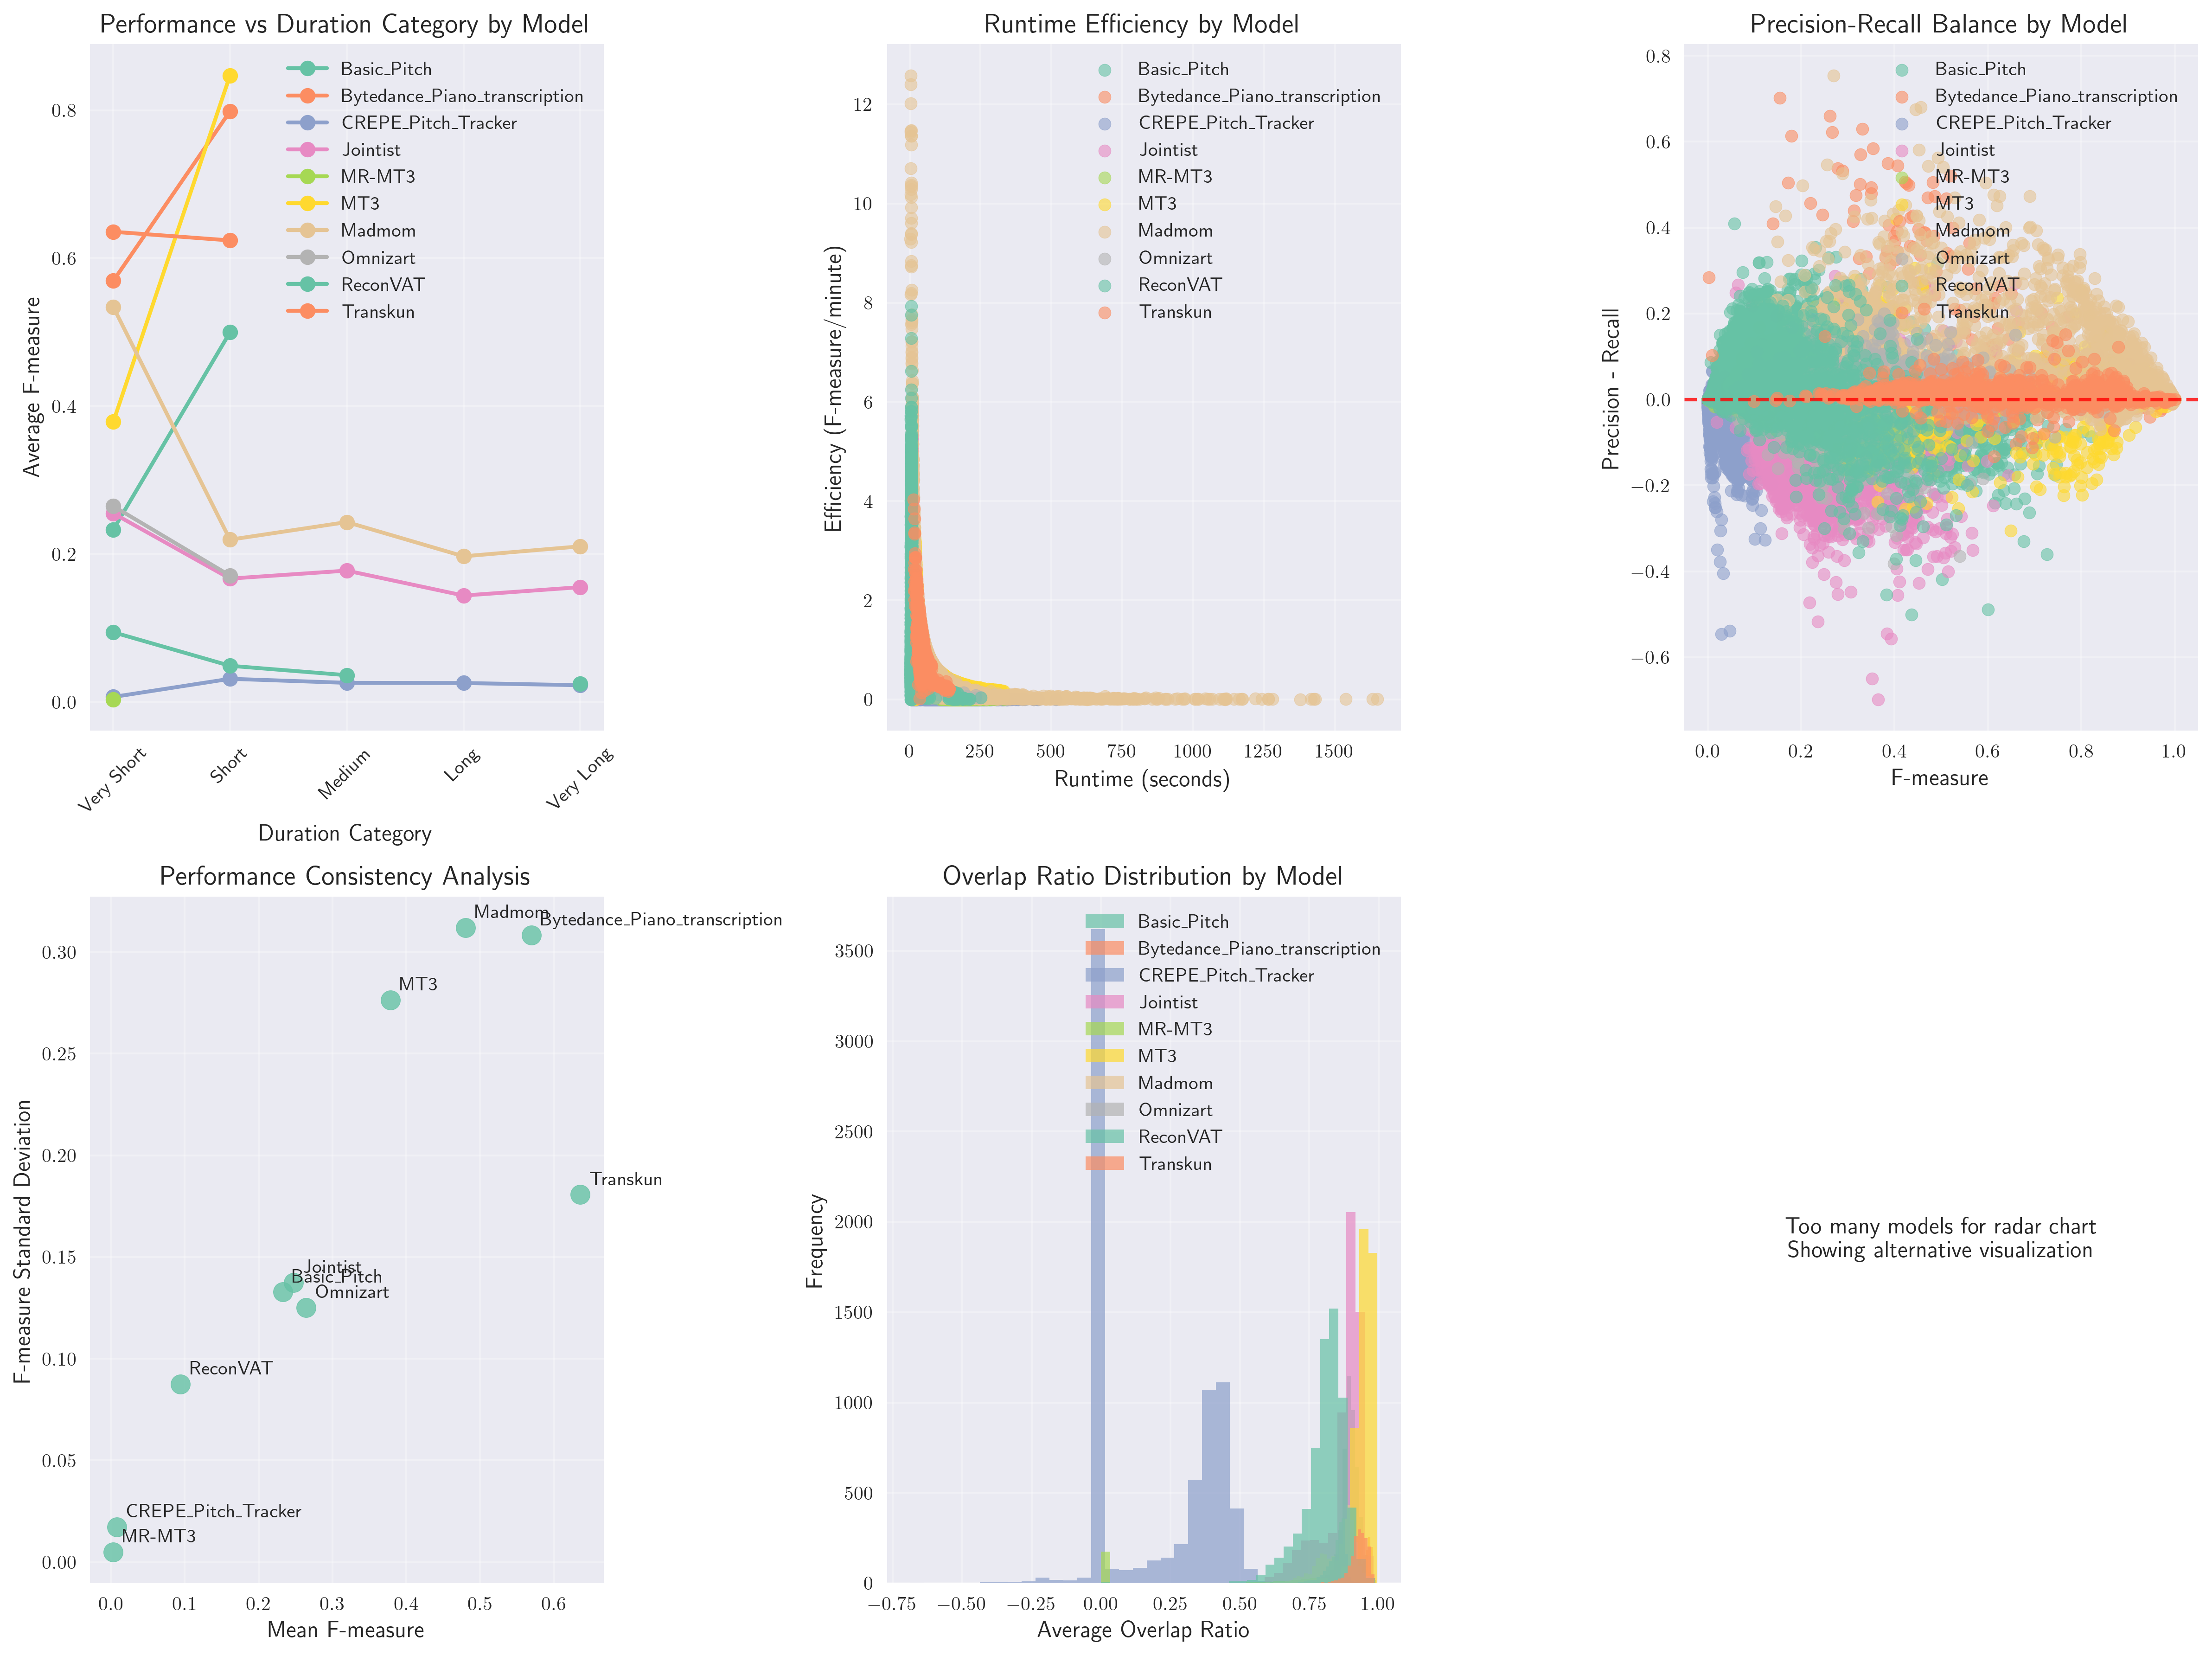 Performance vs Duration Category by Model
Average F-measure
0.8
0.6
0.4
0.2
0.0
Basic_Pitch
Bytedance_Piano_transcription
CREPE_Pitch_Tracker
Jointist
MR-MT3
MT3
Madmom
Omnizart
ReconVAT
Transkun
Very Short
Short
Medium
Long
Very Long
Duration Category
Runtime Efficiency by Model
Efficiency (F-measure/minute)
12
10
8
6
4
2
0
Basic_Pitch
Bytedance_Piano_transcription
CREPE_Pitch_Tracker
Jointist
MR-MT3
MT3
Madmom
Omnizart
ReconVAT
Transkun
0 250 500 750 1000 1250 1500
Runtime (seconds)
Precision-Recall Balance by Model
Precision - Recall
0.8
0.6
0.4
0.2
0.0
−0.2
−0.4
−0.6
Basic_Pitch
Bytedance_Piano_transcription
CREPE_Pitch_Tracker
Jointist
MR-MT3
MT3
Madmom
Omnizart
ReconVAT
Transkun
0.0 0.2 0.4 0.6 0.8 1.0
F-measure
Performance Consistency Analysis
F-measure Standard Deviation
0.30
0.25
0.20
0.15
0.10
0.05
0.00
Madmom
Bytedance_Piano_transcription
MT3
Transkun
Jointist
Basic_Pitch
Omnizart
ReconVAT
CREPE_Pitch_Tracker
MR-MT3
0.0 0.1 0.2 0.3 0.4 0.5 0.6
Mean F-measure
Overlap Ratio Distribution by Model
Frequency
3500
3000
2500
2000
1500
1000
500
0
Basic_Pitch
Bytedance_Piano_transcription
CREPE_Pitch_Tracker
Jointist
MR-MT3
MT3
Madmom
Omnizart
ReconVAT
Transkun
−0.75 −0.50 −0.25 0.00 0.25 0.50 0.75 1.00
Average Overlap Ratio
Too many models for radar chart
Showing alternative visualization